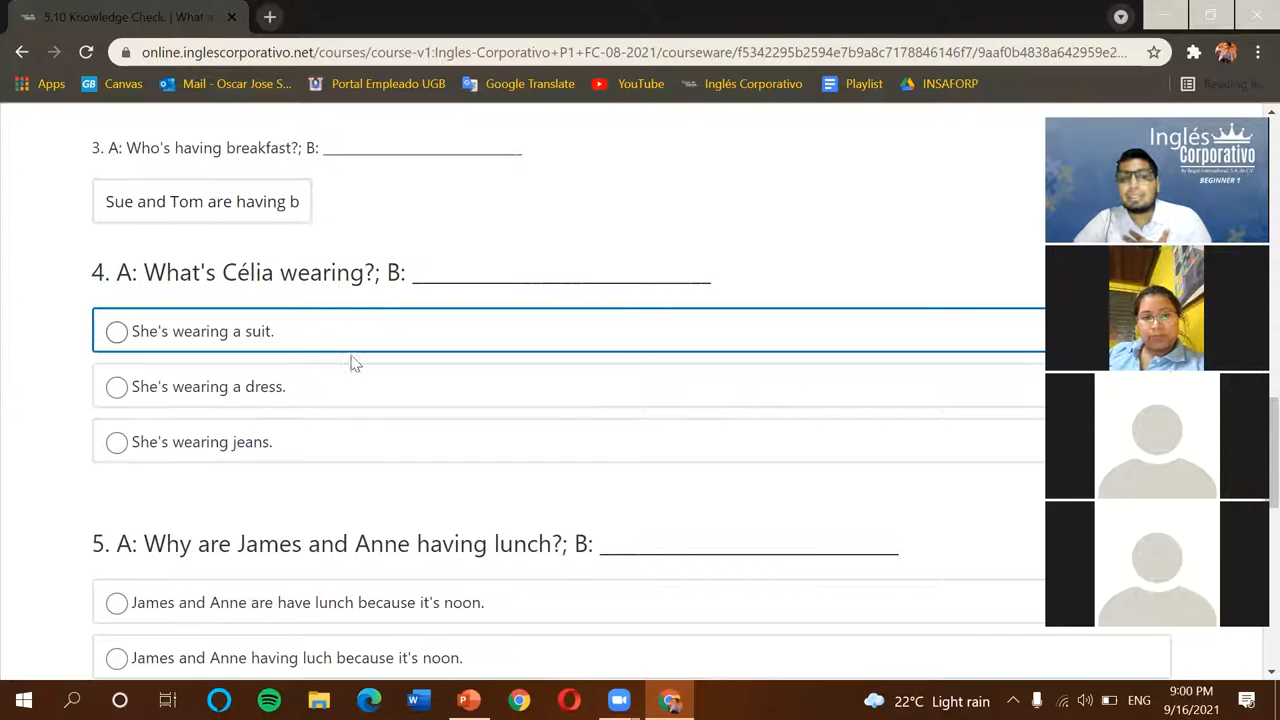 5.10 Knowledge Check. | What
online.inglescorporativo.net/courses/course-v1:Ingles-Corporativo+P1+FC-08-2021/courseware/f5342295b2594e7b9a8c7178846146f7/9aaf0b4838a642959e2...
Apps Canvas Mail - Oscar Jose S... Portal Empleado UGB Google Translate YouTube Inglés Corporativo Playlist INSAFORP Reading li...
3. A: Who's having breakfast?; B: ______________________
Sue and Tom are having b
Inglés
Corporativo
BEGINNER 1
4. A: What's Célia wearing?; B: ______________________
She's wearing a suit.
She's wearing a dress.
She's wearing jeans.
5. A: Why are James and Anne having lunch?; B: ______________________
James and Anne are have lunch because it's noon.
James and Anne having luch because it's noon.
22°C Light rain ENG
9:00 PM
9/16/2021